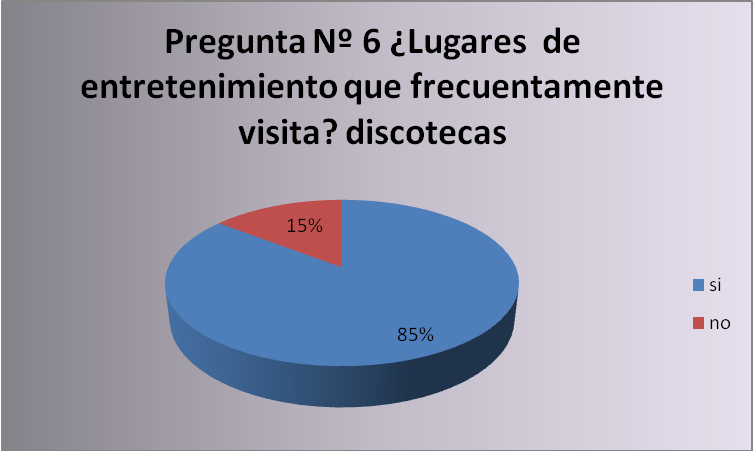 Pregunta Nº 6 ¿Lugares de
entretenimiento que frecuentamente
visita? discotecas
15%
85%
si
no